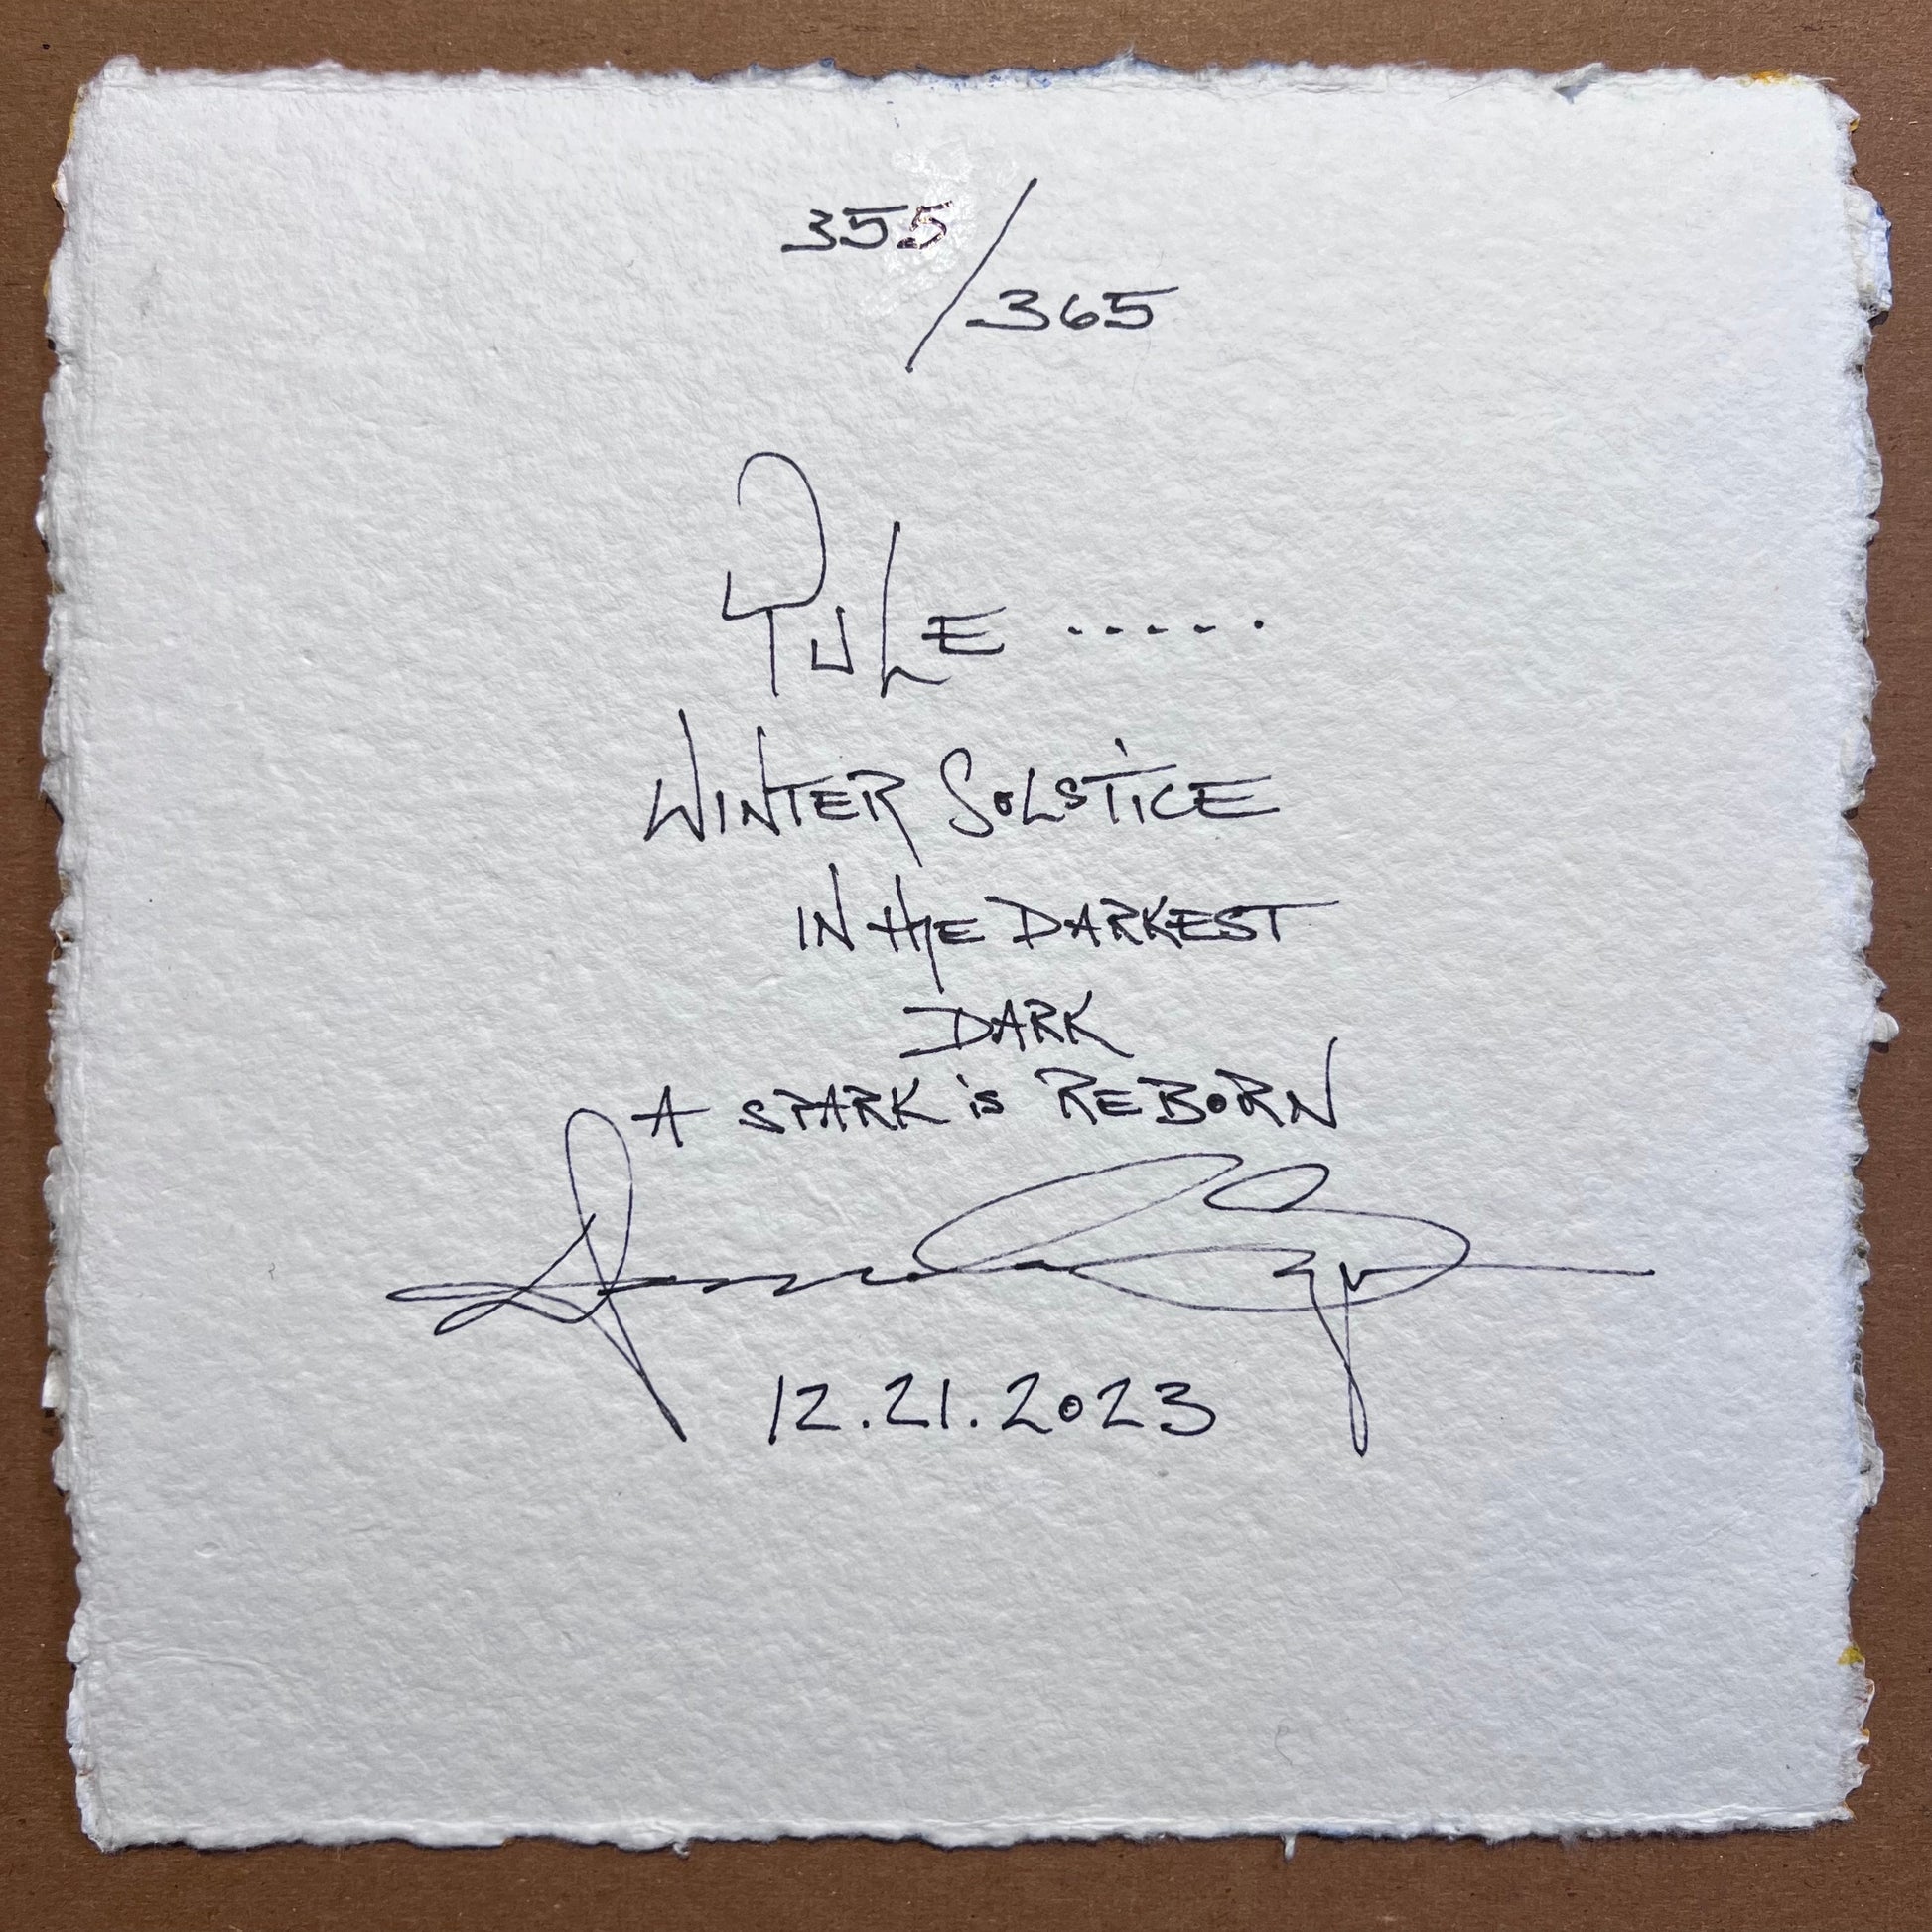 355/365
YULE .....
WINTER SOLSTICE
IN tHE DARKEST
DARK
A SPARK is REBORN
12.21.2023